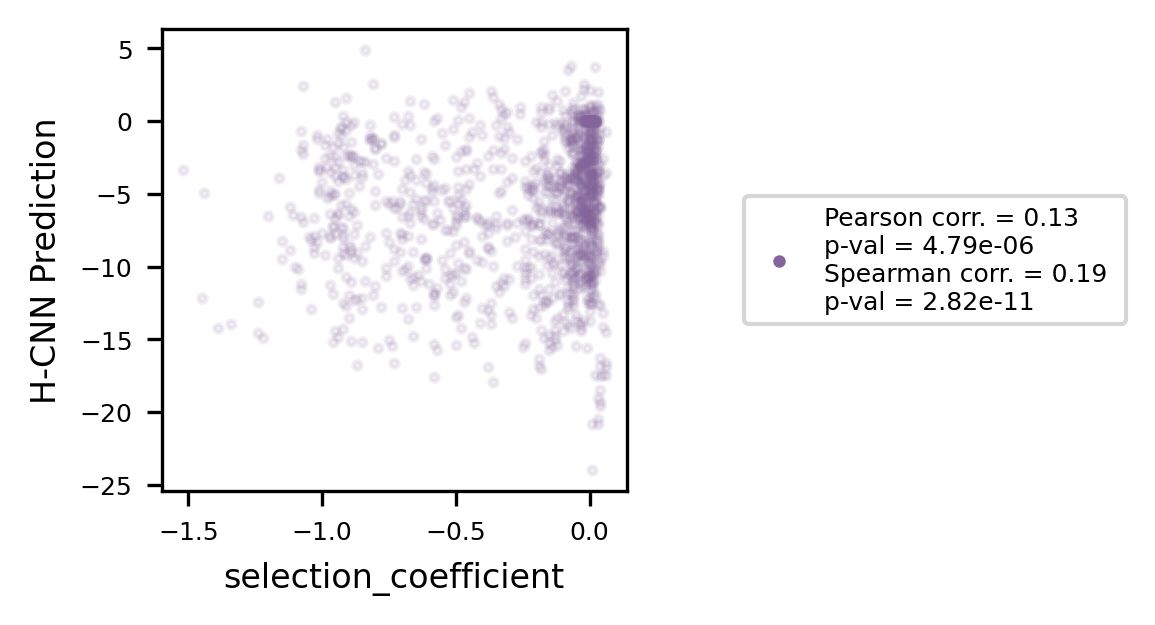 5
0
−5
−10
−15
−20
−25
H-CNN Prediction
−1.5
−1.0
−0.5
0.0
selection_coefficient
Pearson corr. = 0.13
p-val = 4.79e-06
Spearman corr. = 0.19
p-val = 2.82e-11